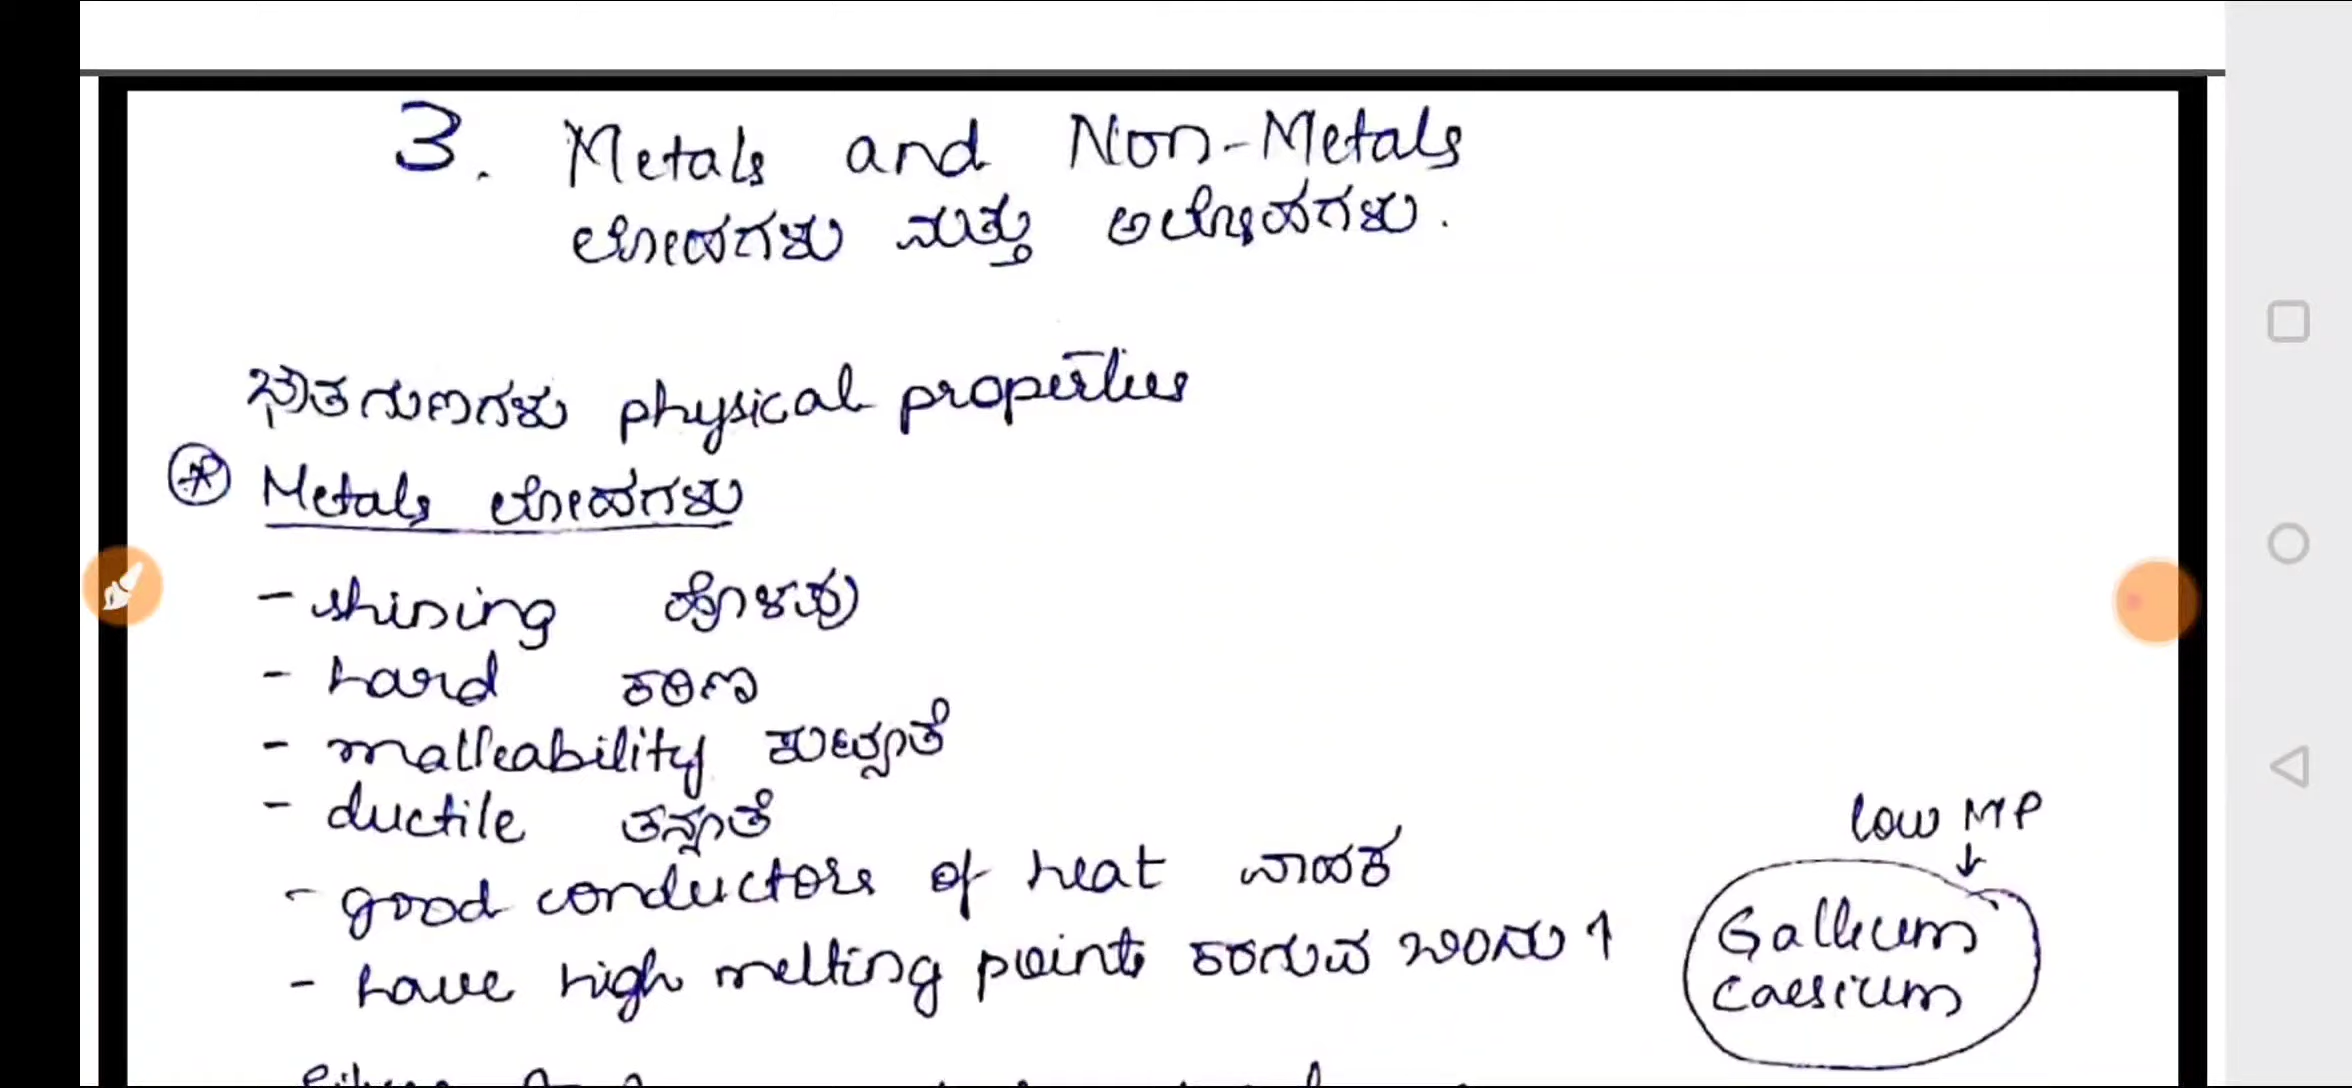 3. Metals and Non-Metals
ಲೋಹಗಳು ಮತ್ತು ಅಲೋಹಗಳು.
ಭೌತಗುಣಗಳು physical properties
Metals ಲೋಹಗಳು
- shining ಹೊಳಪು
- hard ಕಠಿಣ
- malleability ಕುಟ್ಯತೆ
- ductile ತನ್ಯತೆ
- good conductors of heat ವಾಹಕ
- have high melting point ಕರಗುವ ಬಿಂದು ↑
low MP
↓
Gallium
Caesium